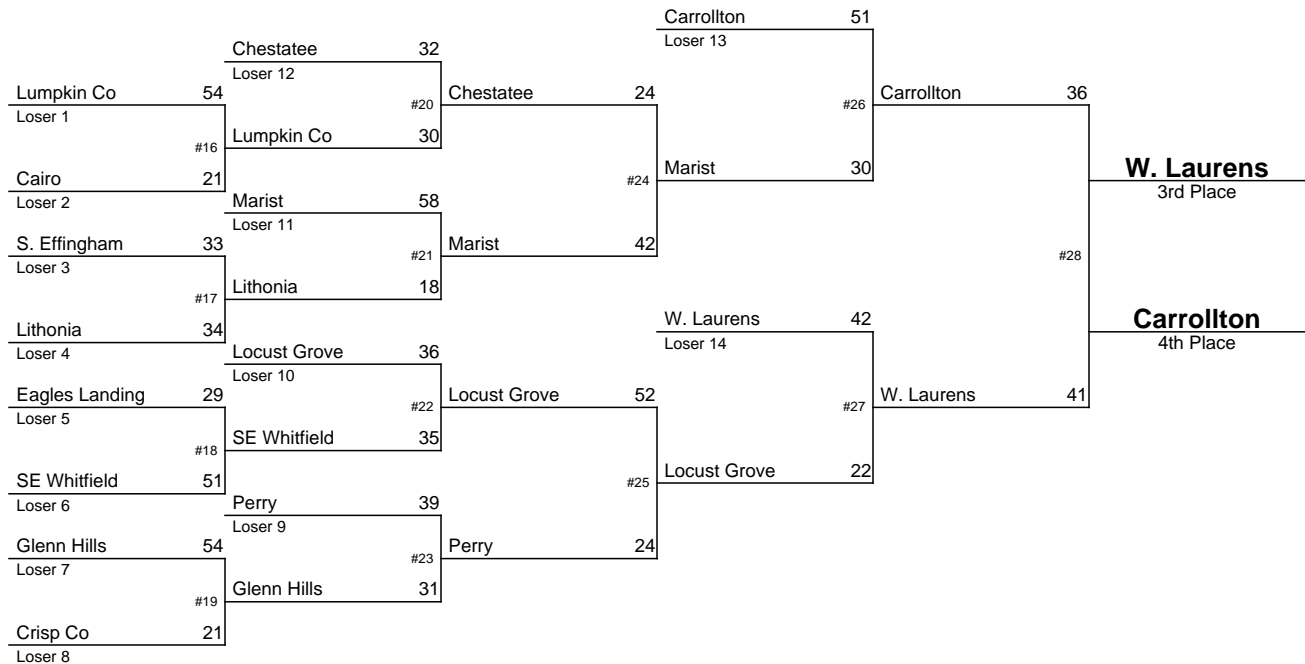 Carrollton 51
Loser 13
Chestatee 32
Loser 12
Lumpkin Co 54
Loser 1
#20
Chestatee 24
#26
Carrollton 36
#16
Lumpkin Co 30
Cairo 21
Loser 2
#24
Marist 30
W. Laurens
3rd Place
Marist 58
Loser 11
S. Effingham 33
Loser 3
#21
Marist 42
#28
#17
Lithonia 18
Lithonia 34
Loser 4
W. Laurens 42
Loser 14
Carrollton
4th Place
Locust Grove 36
Loser 10
Eagles Landing 29
Loser 5
#22
Locust Grove 52
#27
W. Laurens 41
#18
SE Whitfield 35
SE Whitfield 51
Loser 6
#25
Locust Grove 22
Perry 39
Loser 9
Glenn Hills 54
Loser 7
#23
Perry 24
#19
Glenn Hills 31
Crisp Co 21
Loser 8